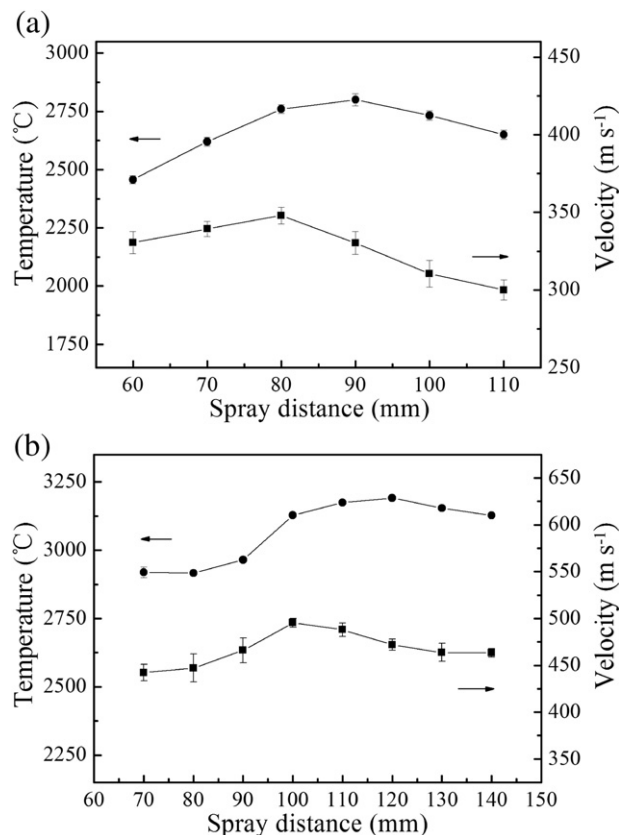 (a)
3000
2750
2500
2250
2000
1750
Temperature (℃)
450
400
350
300
250
Velocity (m s⁻¹)
60 70 80 90 100 110
Spray distance (mm)
(b)
3250
3000
2750
2500
2250
Temperature (℃)
650
600
550
500
450
400
350
Velocity (m s⁻¹)
60 70 80 90 100 110 120 130 140 150
Spray distance (mm)